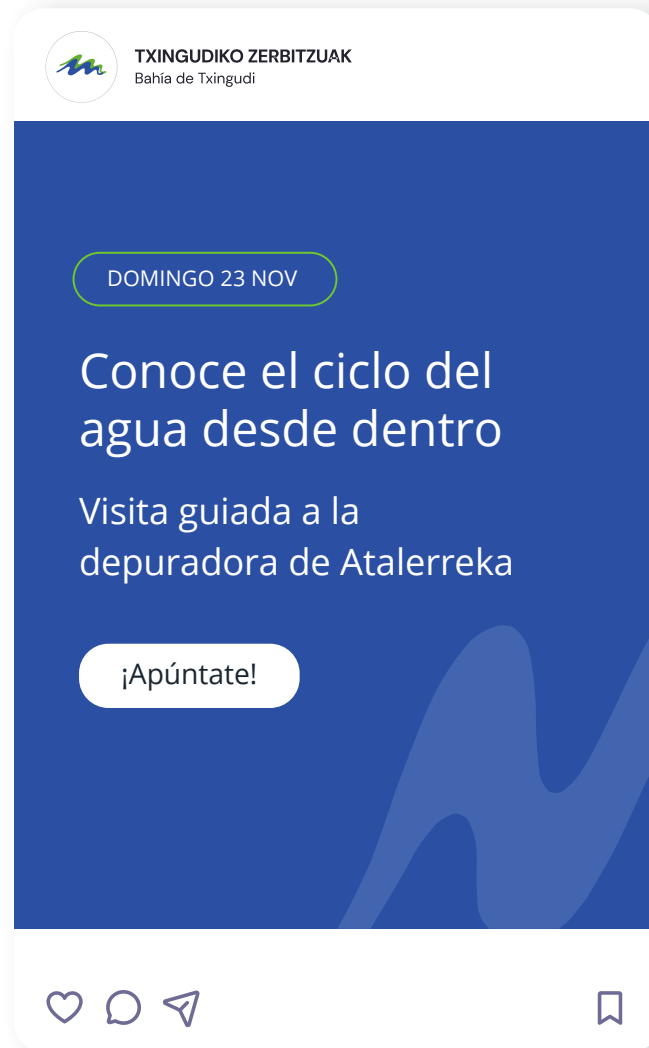 TXINGUDIKO ZERBITZUAK
Bahía de Txingudi
DOMINGO 23 NOV
Conoce el ciclo del
agua desde dentro
Visita guiada a la
depuradora de Atalerreka
¡Apúntate!